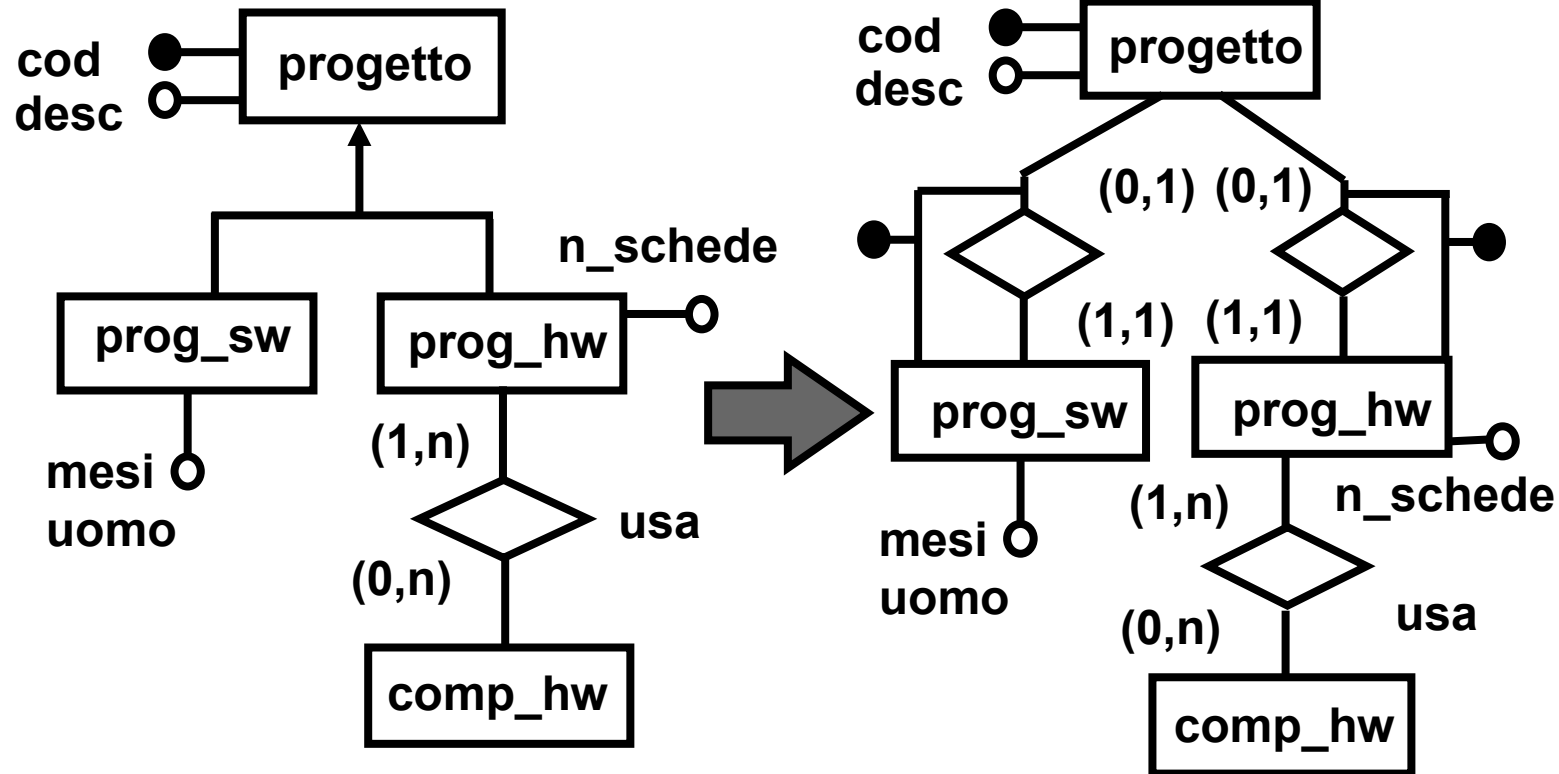 cod
desc
progetto
n_schede
prog_sw
prog_hw
mesi
uomo
(1,n)
usa
(0,n)
comp_hw
cod
desc
progetto
(0,1)
(0,1)
(1,1)
(1,1)
prog_sw
prog_hw
mesi
uomo
(1,n)
n_schede
usa
(0,n)
comp_hw